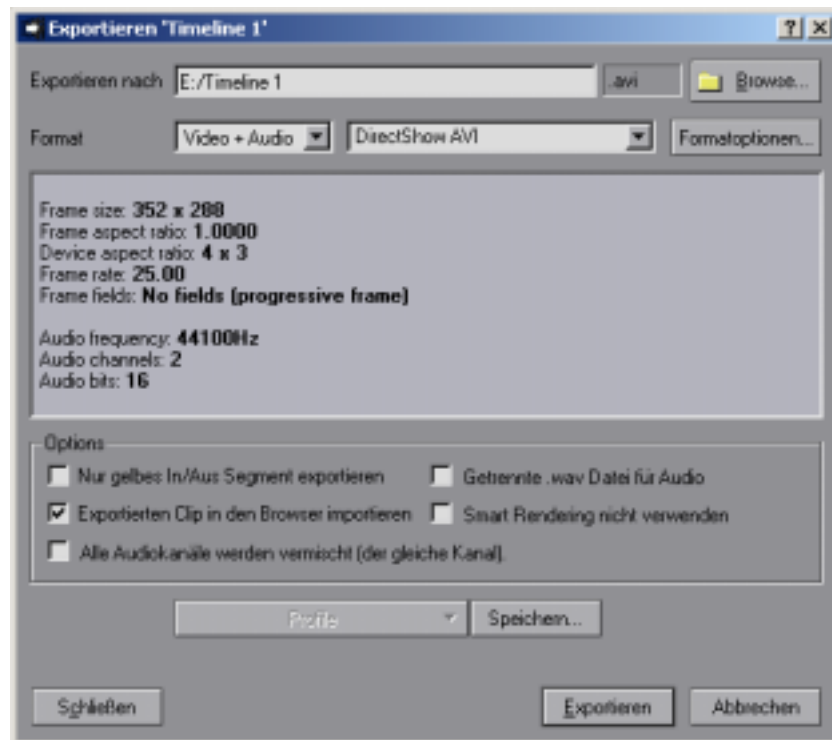 Exportieren 'Timeline 1'
Exportieren nach E:/Timeline 1 .avi Browse...
Format Video + Audio DirectShow AVI Formatoptionen...
Frame size: 352 x 288
Frame aspect ratio: 1.0000
Device aspect ratio: 4 x 3
Frame rate: 25.00
Frame fields: No fields (progressive frame)
Audio frequency: 44100Hz
Audio channels: 2
Audio bits: 16
Options
Nur gelbes In/Aus Segment exportieren Getrennte .wav Datei für Audio
Exportierten Clip in den Browser importieren Smart Rendering nicht verwenden
Alle Audiokanäle werden vermischt (der gleiche Kanal).
Profile Speichern...
Schließen Exportieren Abbrechen